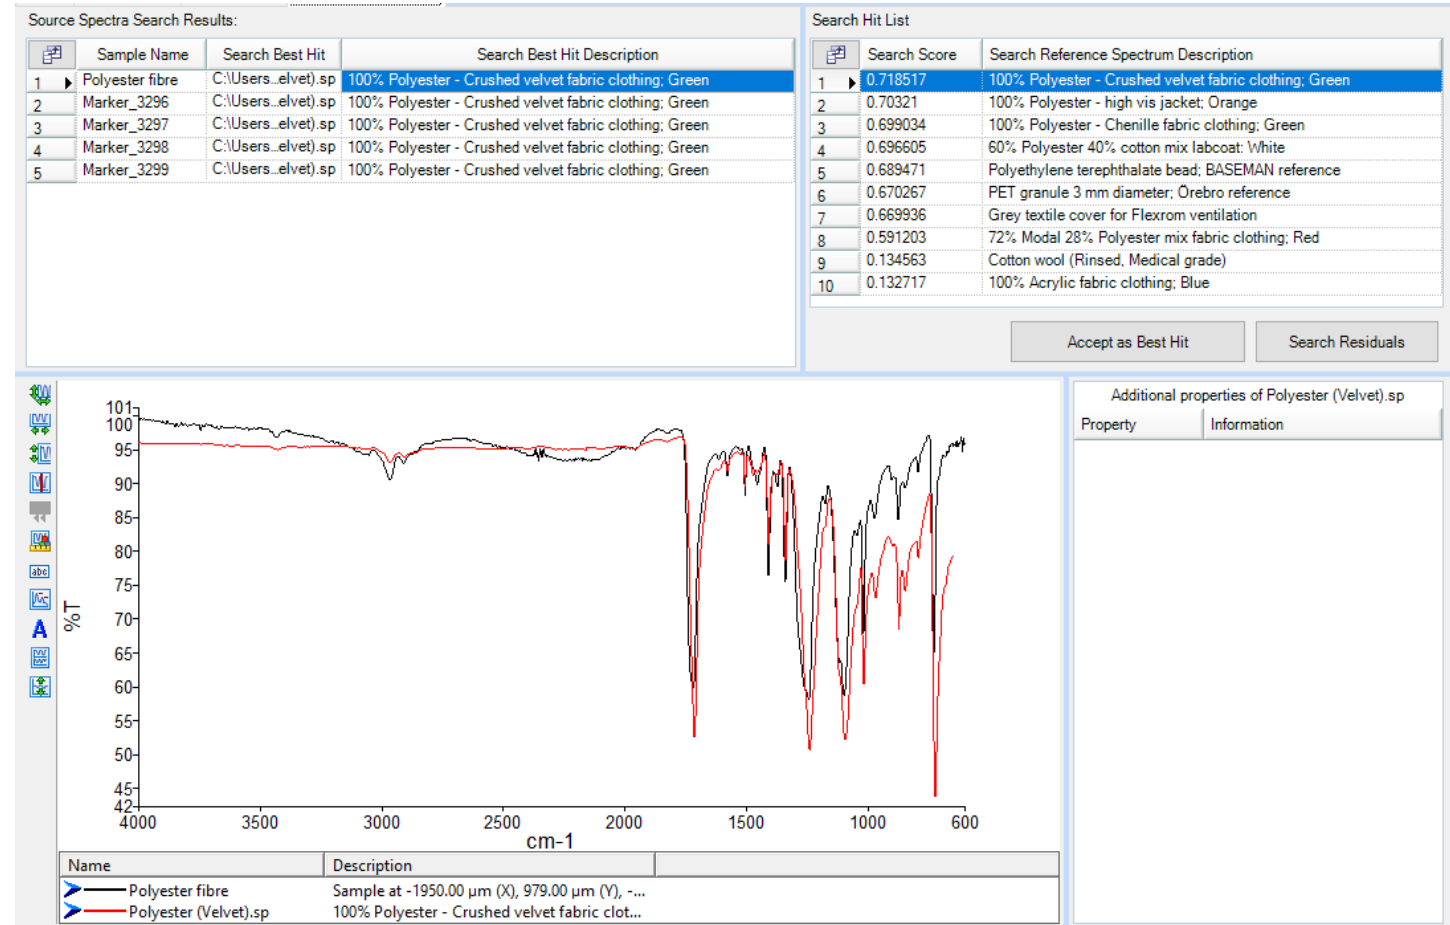 Source Spectra Search Results:
Sample Name Search Best Hit Search Best Hit Description
1 Polyester fibre C:\Users...elvet).sp 100% Polyester - Crushed velvet fabric clothing; Green
2 Marker_3296 C:\Users...elvet).sp 100% Polyester - Crushed velvet fabric clothing; Green
3 Marker_3297 C:\Users...elvet).sp 100% Polyester - Crushed velvet fabric clothing; Green
4 Marker_3298 C:\Users...elvet).sp 100% Polyester - Crushed velvet fabric clothing; Green
5 Marker_3299 C:\Users...elvet).sp 100% Polyester - Crushed velvet fabric clothing; Green
Search Hit List
Search Score Search Reference Spectrum Description
1 0.718517 100% Polyester - Crushed velvet fabric clothing; Green
2 0.70321 100% Polyester - high vis jacket; Orange
3 0.699034 100% Polyester - Chenille fabric clothing; Green
4 0.696605 60% Polyester 40% cotton mix labcoat: White
5 0.689471 Polyethylene terephthalate bead; BASEMAN reference
6 0.670267 PET granule 3 mm diameter; Örebro reference
7 0.669936 Grey textile cover for Flexrom ventilation
8 0.591203 72% Modal 28% Polyester mix fabric clothing; Red
9 0.134563 Cotton wool (Rinsed, Medical grade)
10 0.132717 100% Acrylic fabric clothing; Blue
Accept as Best Hit Search Residuals
abc
A
101
100
95
90
85
80
75
70
65
60
55
50
45
42
%T
4000 3500 3000 2500 2000 1500 1000 600
cm-1
Name Description
Polyester fibre Sample at -1950.00 µm (X), 979.00 µm (Y), -...
Polyester (Velvet).sp 100% Polyester - Crushed velvet fabric clot...
Additional properties of Polyester (Velvet).sp
Property Information